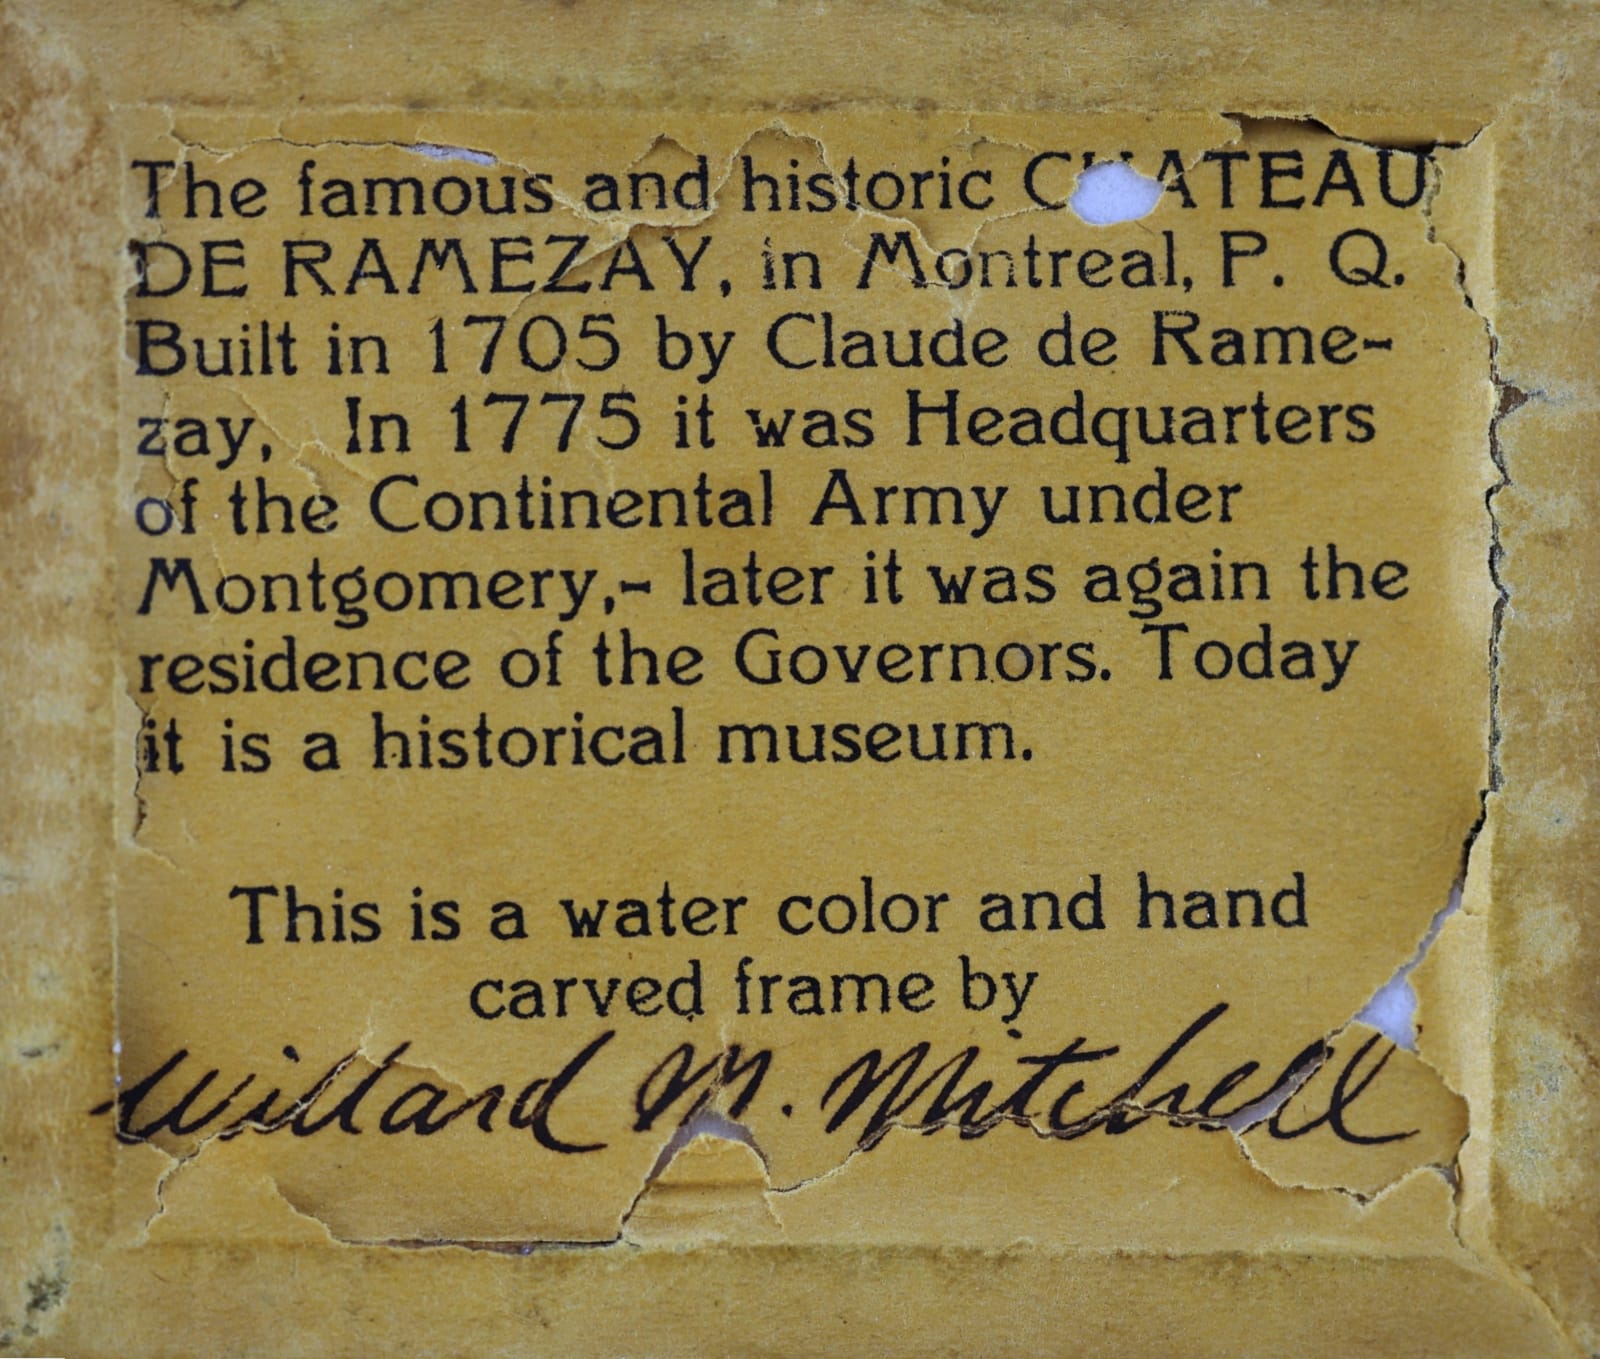 The famous and historic CHATEAU
DE RAMEZAY, in Montreal, P. Q.
Built in 1705 by Claude de Rame-
zay, In 1775 it was Headquarters
of the Continental Army under
Montgomery,- later it was again the
residence of the Governors. Today
it is a historical museum.
This is a water color and hand
carved frame by
Willard M. Mitchell